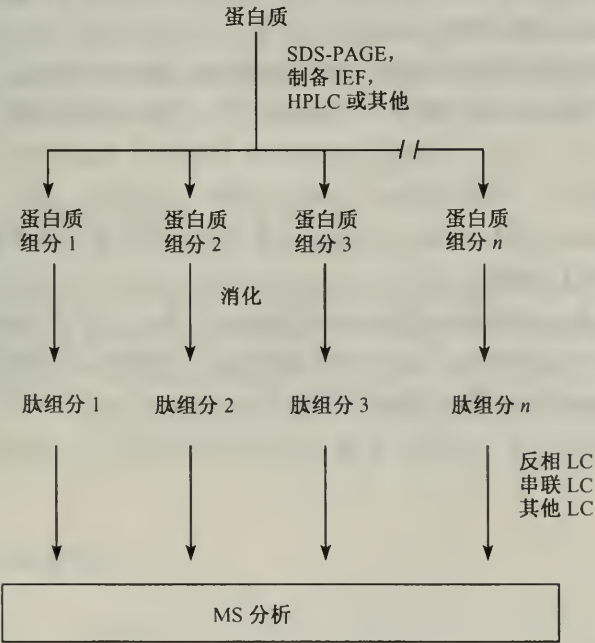 蛋白质
SDS-PAGE,
制备 IEF,
HPLC 或其他
蛋白质
组分 1
蛋白质
组分 2
蛋白质
组分 3
蛋白质
组分 n
消化
肽组分 1
肽组分 2
肽组分 3
肽组分 n
反相 LC
串联 LC
其他 LC
MS 分析